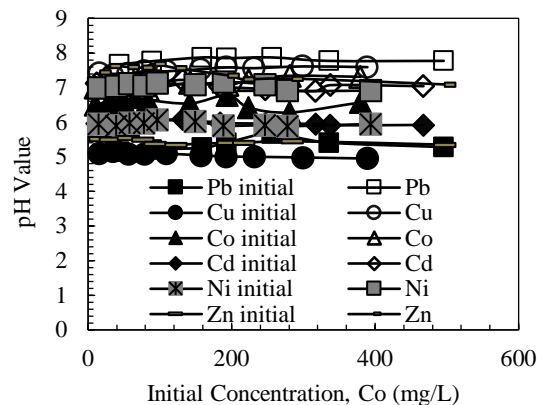 8
7
6
5
4
3
2
1
0
pH Value
Pb initial Pb
Cu initial Cu
Co initial Co
Cd initial Cd
Ni initial Ni
Zn initial Zn
0 200 400 600
Initial Concentration, Co (mg/L)